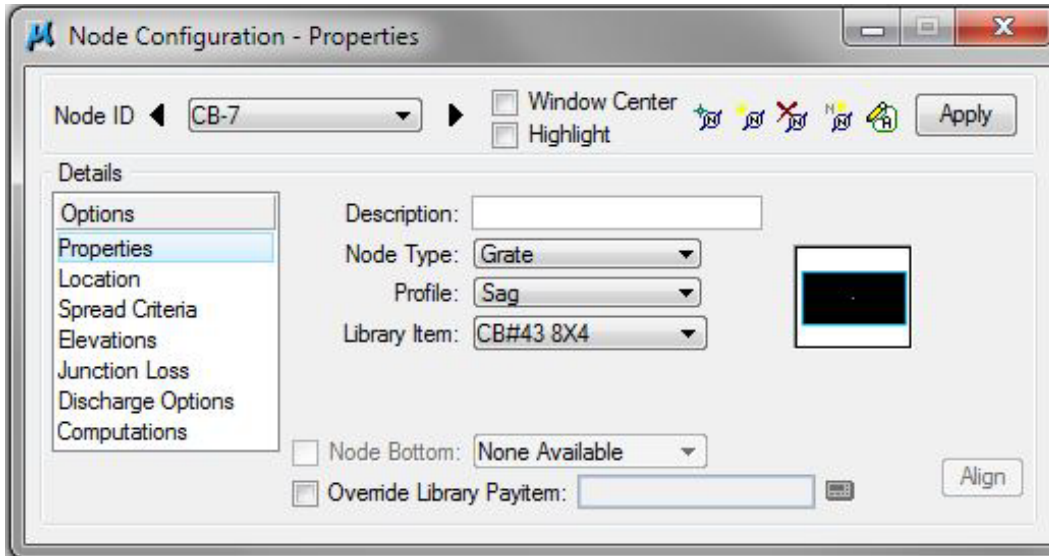 Node Configuration - Properties
Node ID CB-7 Window Center
Highlight
Apply
Details
Options
Properties
Location
Spread Criteria
Elevations
Junction Loss
Discharge Options
Computations
Description:
Node Type: Grate
Profile: Sag
Library Item: CB#43 8X4
Node Bottom: None Available
Override Library Payitem:
Align